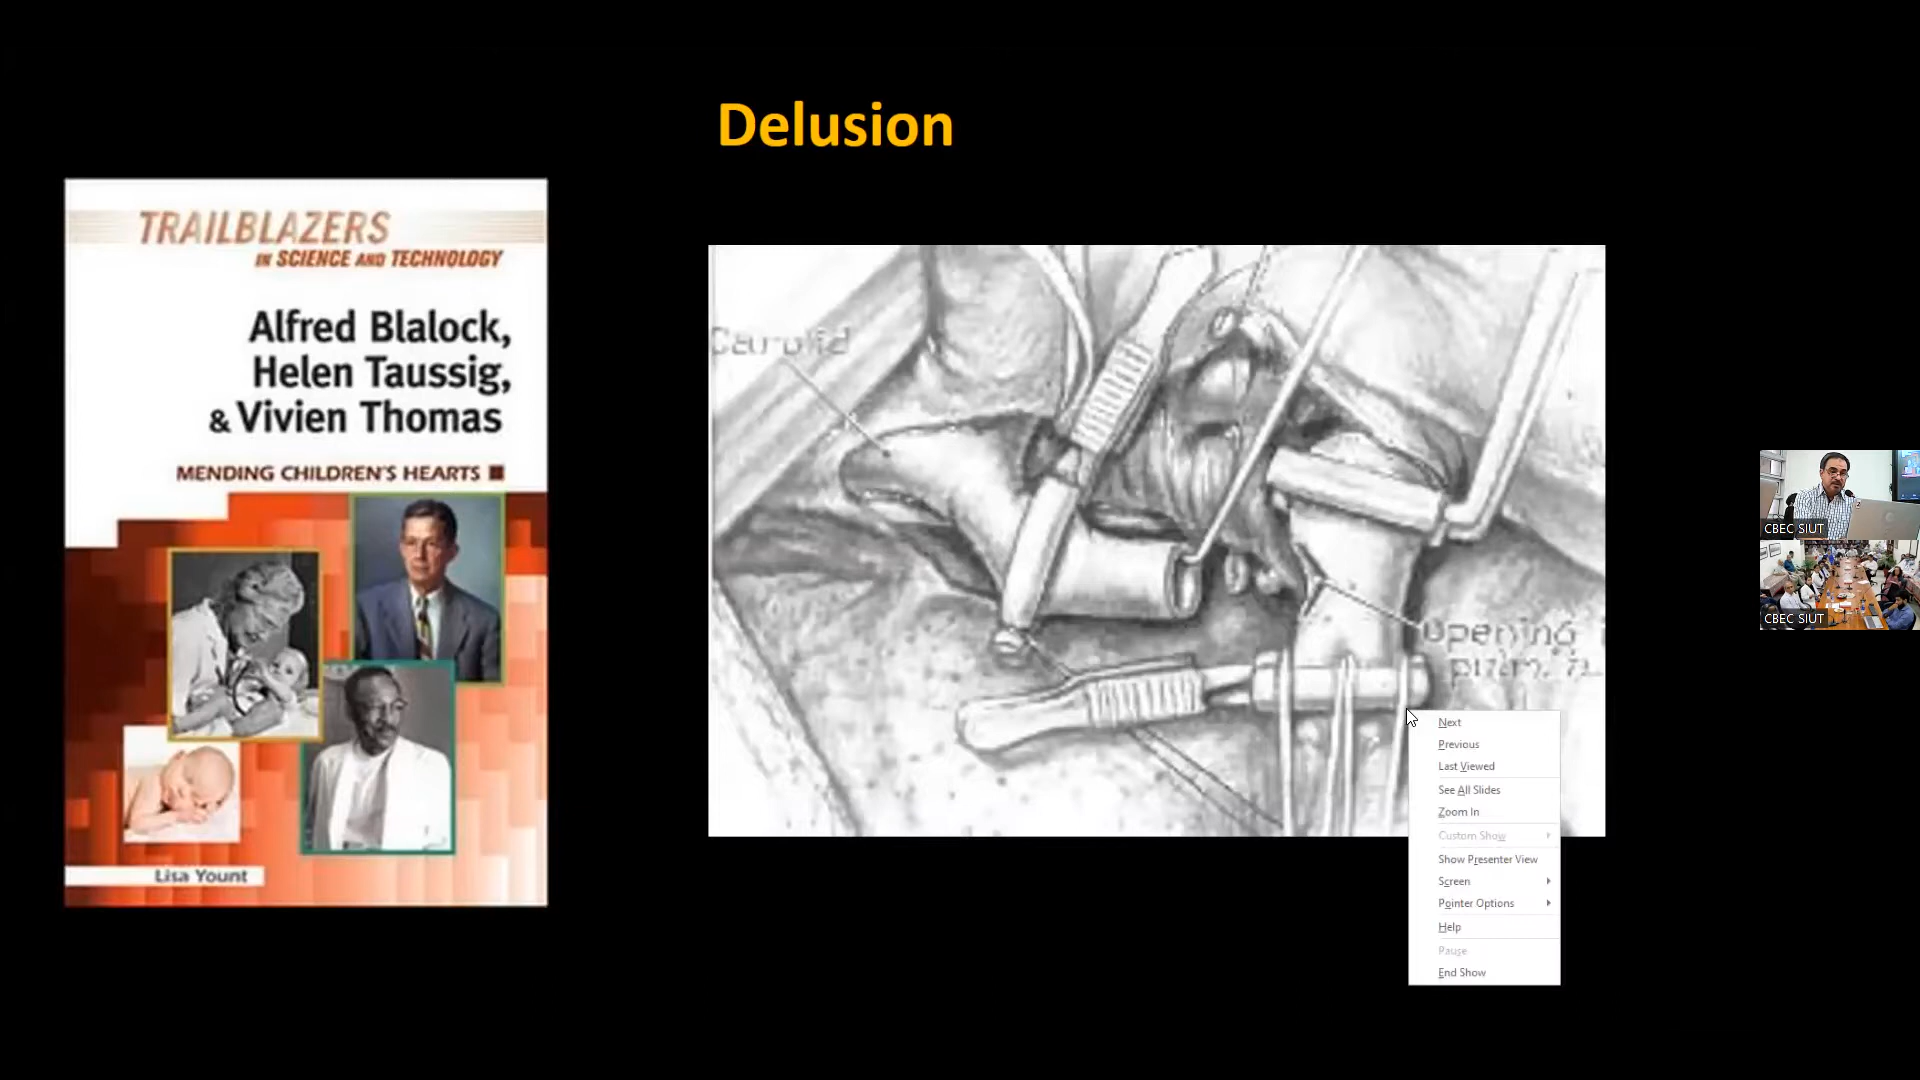 Delusion
TRAILBLAZERS
IN SCIENCE AND TECHNOLOGY
Alfred Blalock,
Helen Taussig,
& Vivien Thomas
MENDING CHILDREN'S HEARTS
Lisa Yount
Opening
Next
Previous
Last Viewed
See All Slides
Zoom In
Custom Show
Show Presenter View
Screen
Pointer Options
Help
Pause
End Show
CBEC SIUT
CBEC SIUT